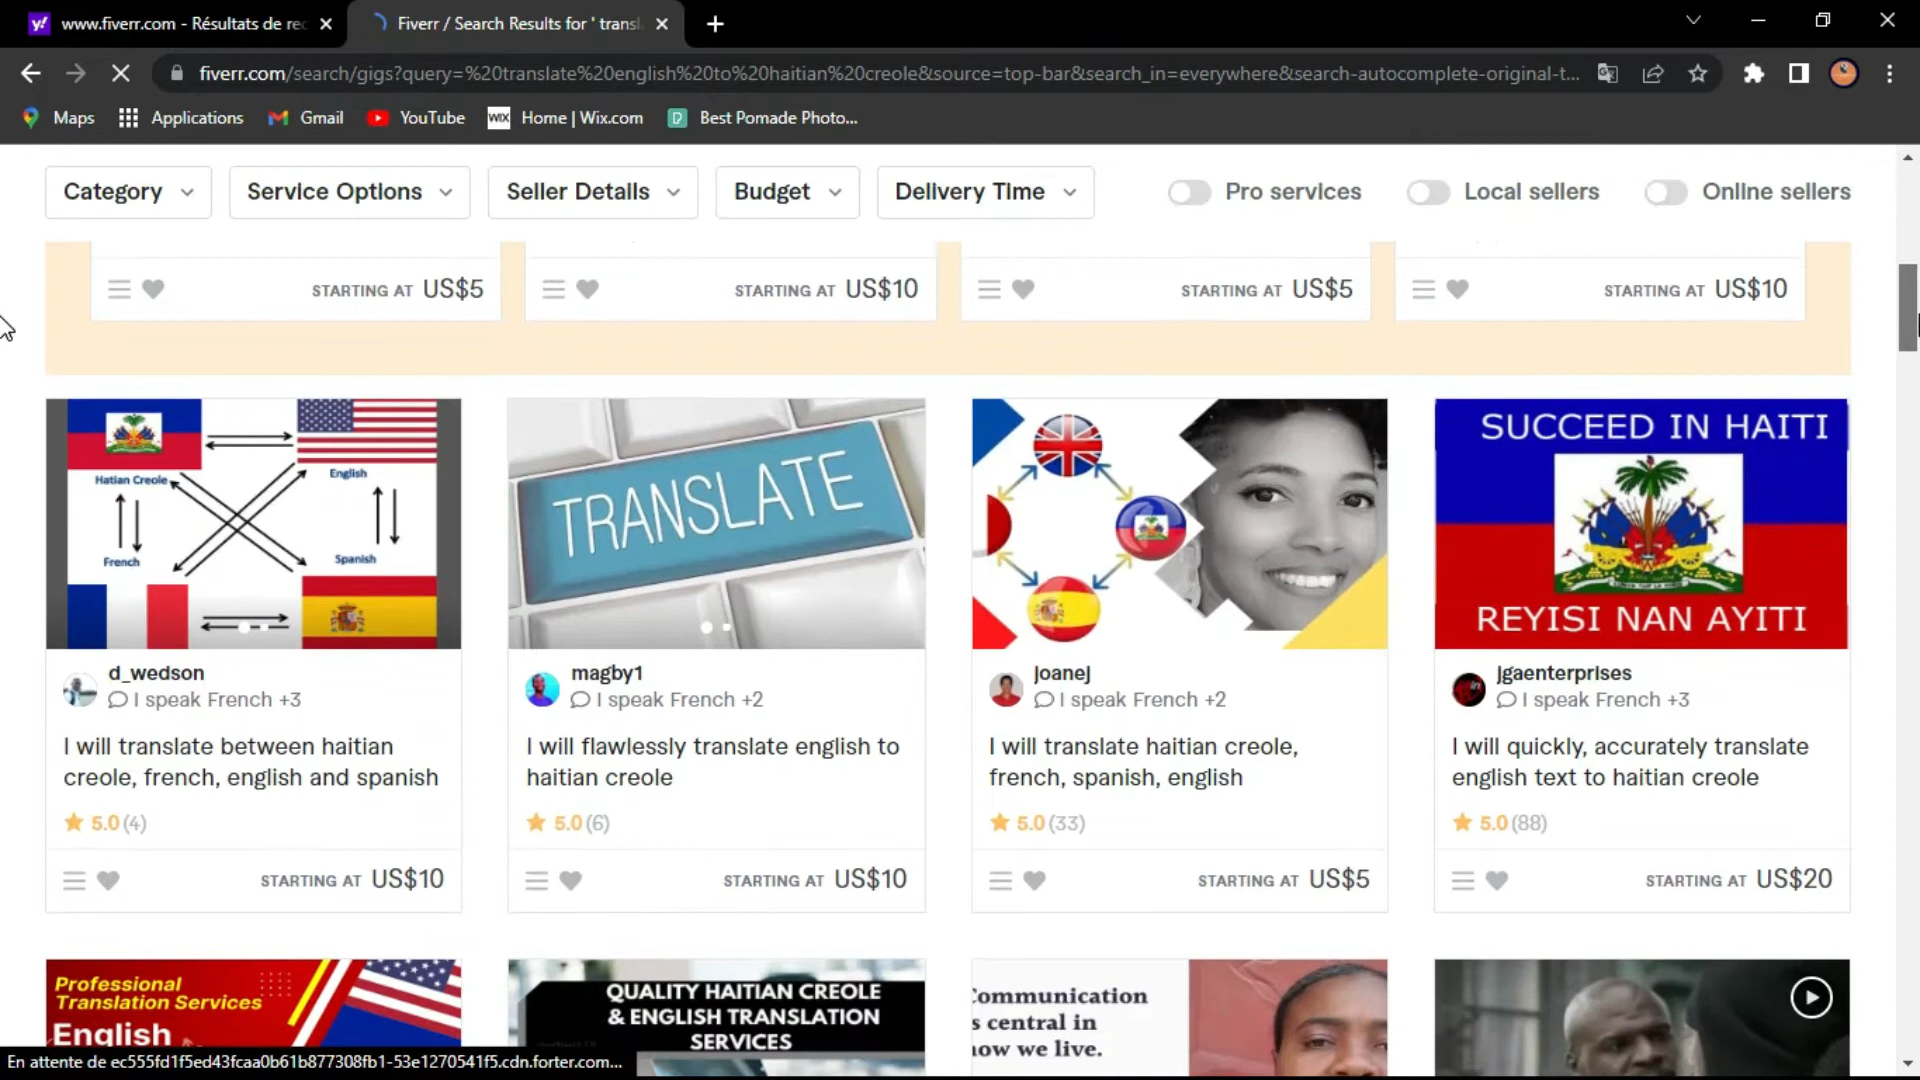 www.fiverr.com - Résultats de rec
Fiverr / Search Results for ' transl
fiverr.com/search/gigs?query=%20translate%20english%20to%20haitian%20creole&source=top-bar&search_in=everywhere&search-autocomplete-original-t...
Maps
Applications
Gmail
YouTube
WIX
Home | Wix.com
Best Pomade Photo...
Category
Service Options
Seller Details
Budget
Delivery Time
Pro services
Local sellers
Online sellers
STARTING AT US$5
STARTING AT US$10
STARTING AT US$5
STARTING AT US$10
Hatian Creole
English
French
Spanish
TRANSLATE
SUCCEED IN HAITI
REYISI NAN AYITI
d_wedson
I speak French +3
I will translate between haitian
creole, french, english and spanish
5.0 (4)
STARTING AT US$10
magby1
I speak French +2
I will flawlessly translate english to
haitian creole
5.0 (6)
STARTING AT US$10
joanej
I speak French +2
I will translate haitian creole,
french, spanish, english
5.0 (33)
STARTING AT US$5
jgaenterprises
I speak French +3
I will quickly, accurately translate
english text to haitian creole
5.0 (88)
STARTING AT US$20
Professional
Translation Services
English
QUALITY HAITIAN CREOLE
& ENGLISH TRANSLATION
SERVICES
Communication
s central in
how we live.
En attente de ec555fd1f5ed43fcaa0b61b877308fb1-53e1270541f5.cdn.forter.com...